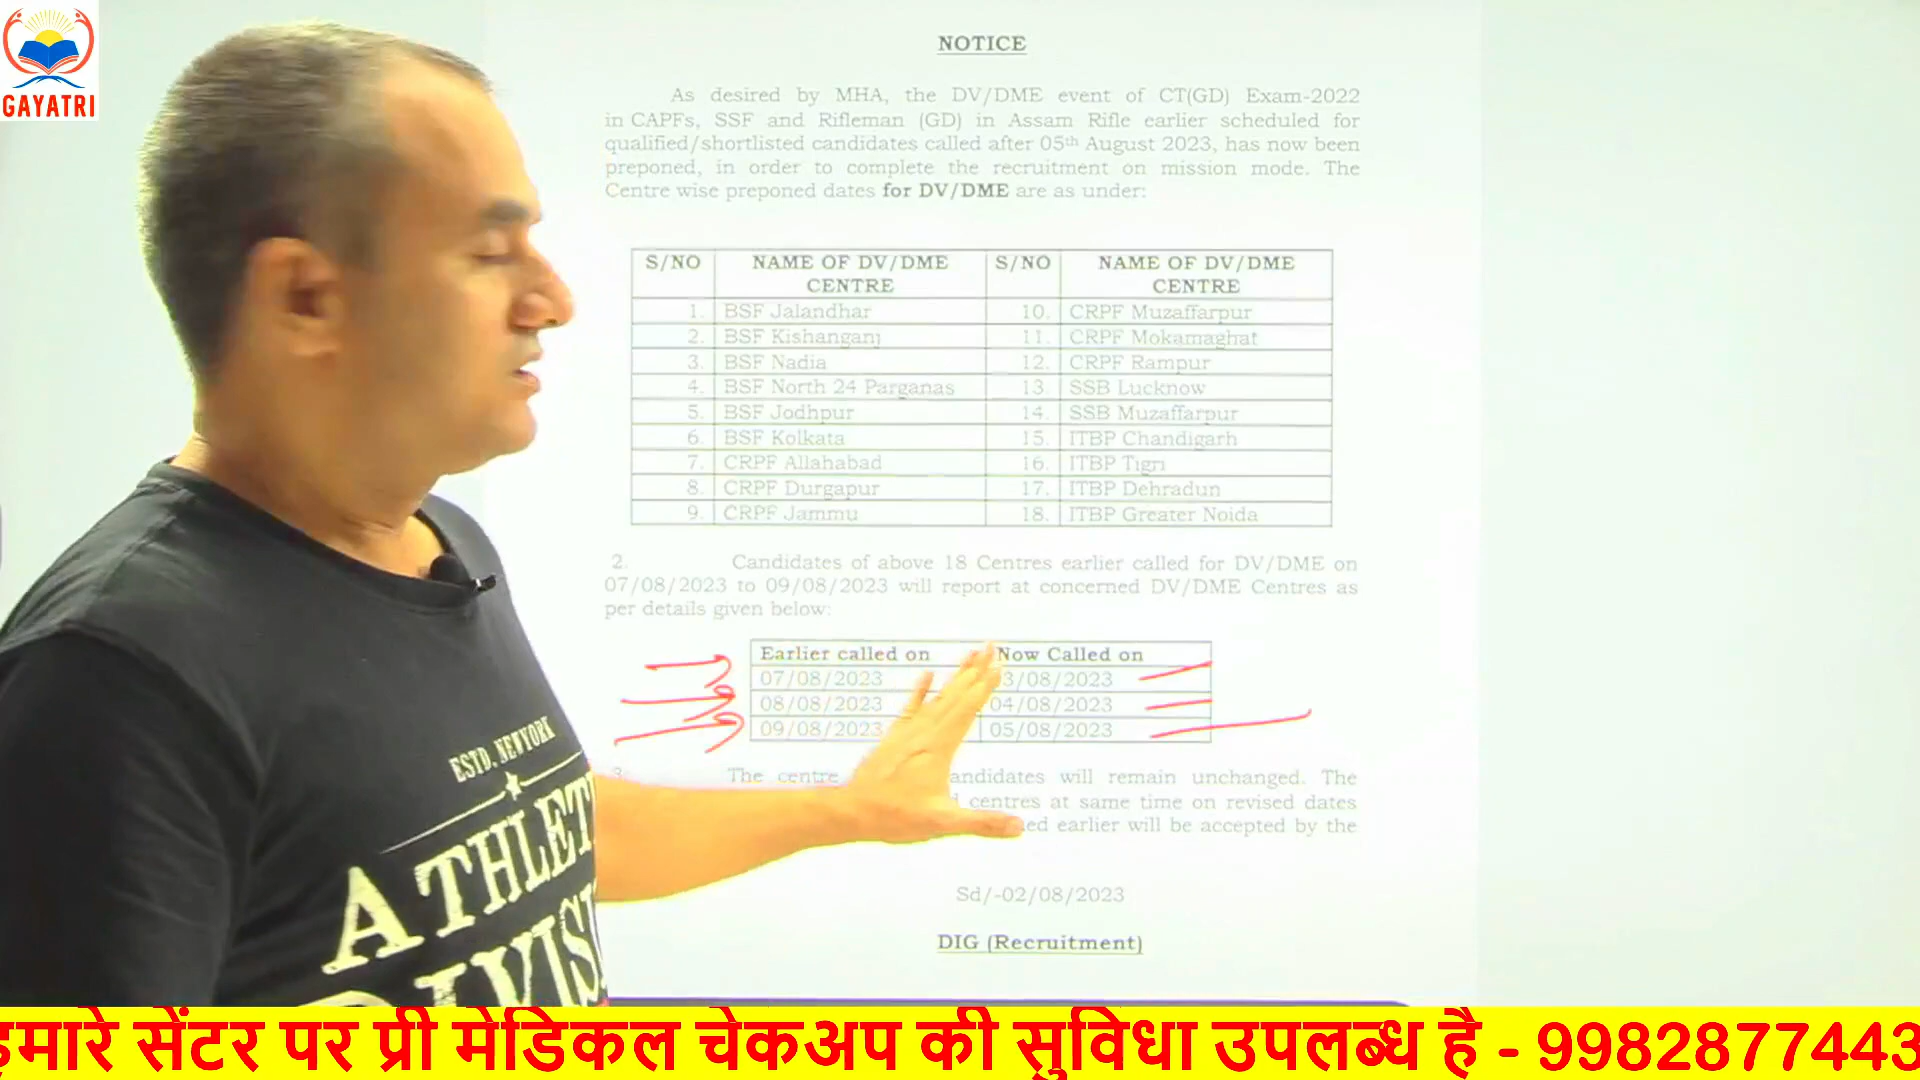 GAYATRI
NOTICE
As desired by MHA, the DV/DME event of CT(GD) Exam-2022
in CAPFs, SSF and Rifleman (GD) in Assam Rifle earlier scheduled for
qualified/shortlisted candidates called after 05th August 2023, has now been
preponed, in order to complete the recruitment on mission mode. The
Centre wise preponed dates for DV/DME are as under:
S/NO NAME OF DV/DME CENTRE S/NO NAME OF DV/DME CENTRE
1. BSF Jalandhar 10. CRPF Muzaffarpur
2. BSF Kishanganj 11. CRPF Mokamaghat
3. BSF Nadia 12. CRPF Rampur
4. BSF North 24 Parganas 13 SSB Lucknow
5. BSF Jodhpur 14. SSB Muzaffarpur
6. BSF Kolkata 15. ITBP Chandigarh
7. CRPF Allahabad 16. ITBP Tigri
8. CRPF Durgapur 17. ITBP Dehradun
9. CRPF Jammu 18. ITBP Greater Noida
2. Candidates of above 18 Centres earlier called for DV/DME on
07/08/2023 to 09/08/2023 will report at concerned DV/DME Centres as
per details given below:
Earlier called on Now Called on
07/08/2023 3/08/2023
08/08/2023 04/08/2023
09/08/2023 05/08/2023
3. The centre andidates will remain unchanged. The
centres at same time on revised dates
ed earlier will be accepted by the
Sd/-02/08/2023
DIG (Recruitment)
ESTD. NEWYORK
ATHLET
DIVISI
हमारे सेंटर पर प्री मेडिकल चेकअप की सुविधा उपलब्ध है - 9982877443